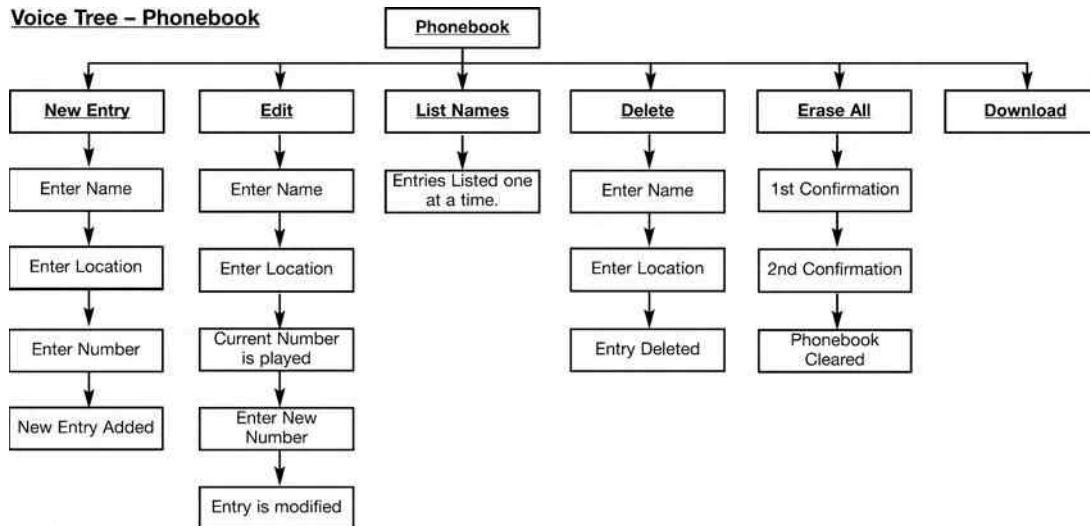 Voice Tree – Phonebook
Phonebook
New Entry
Edit
List Names
Delete
Erase All
Download
Enter Name
Enter Name
Entries Listed one
at a time.
Enter Name
1st Confirmation
Enter Location
Enter Location
Enter Location
2nd Confirmation
Enter Number
Current Number
is played
Entry Deleted
Phonebook
Cleared
New Entry Added
Enter New
Number
Entry is modified